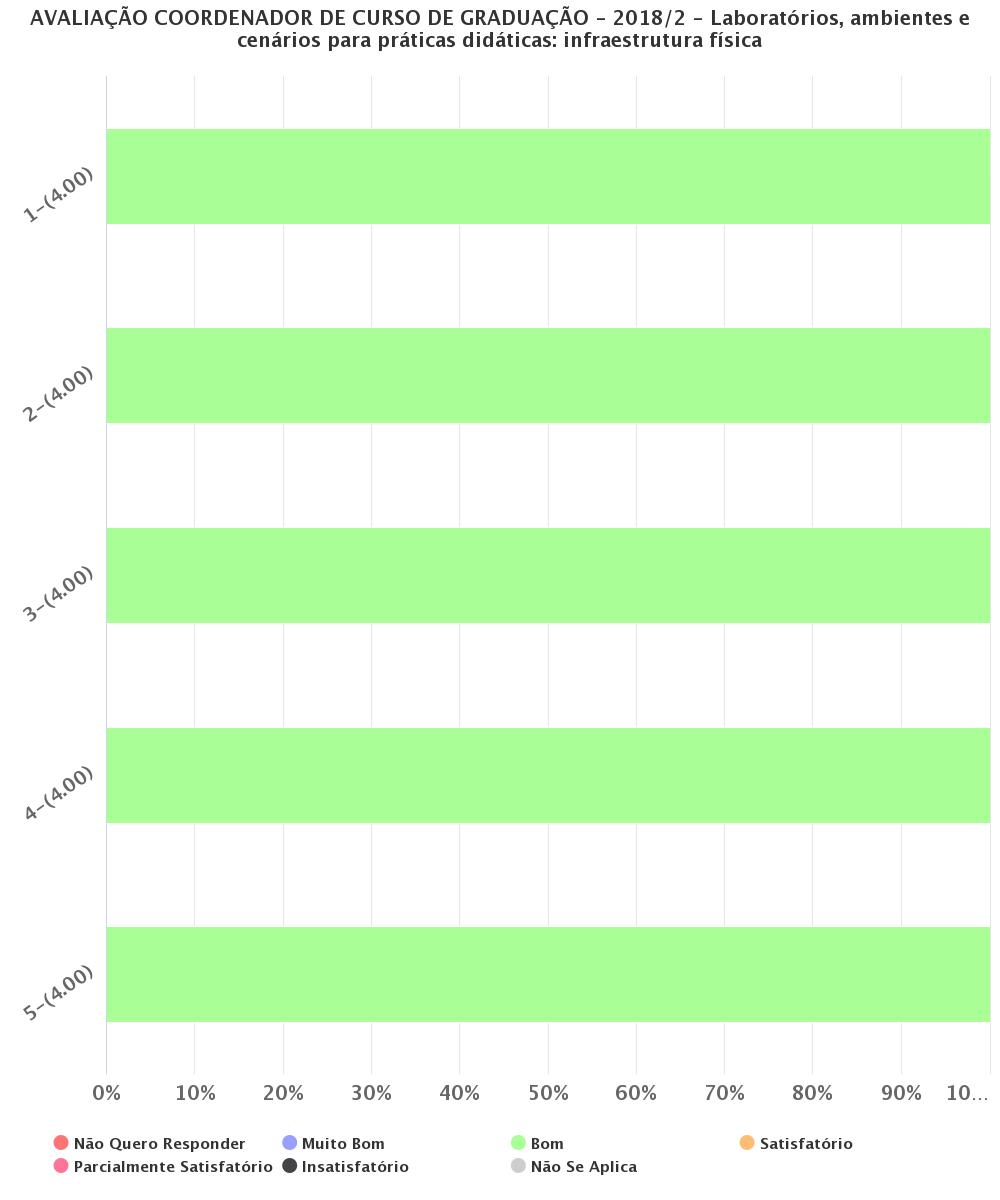 AVALIAÇÃO COORDENADOR DE CURSO DE GRADUAÇÃO - 2018/2 - Laboratórios, ambientes e
cenários para práticas didáticas: infraestrutura física
1-(4.00)
2-(4.00)
3-(4.00)
4-(4.00)
5-(4.00)
0% 10% 20% 30% 40% 50% 60% 70% 80% 90% 10...
Não Quero Responder Muito Bom Bom Satisfatório
Parcialmente Satisfatório Insatisfatório Não Se Aplica